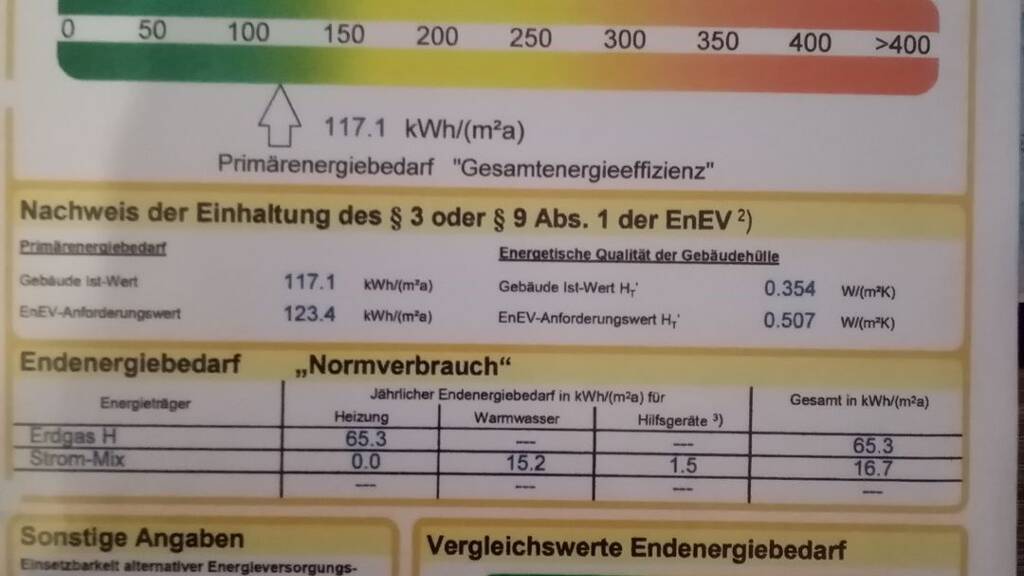 0 50 100 150 200 250 300 350 400 >400
117.1 kWh/(m²a)
Primärenergiebedarf "Gesamtenergieeffizienz"
Nachweis der Einhaltung des § 3 oder § 9 Abs. 1 der EnEV ²)
Primärenergiebedarf Energetische Qualität der Gebäudehülle
Gebäude Ist-Wert 117.1 kWh/(m²a) Gebäude Ist-Wert H_T' 0.354 W/(m²K)
EnEV-Anforderungswert 123.4 kWh/(m²a) EnEV-Anforderungswert H_T' 0.507 W/(m²K)
Endenergiebedarf „Normverbrauch“
Energieträger Jährlicher Endenergiebedarf in kWh/(m²a) für Gesamt in kWh/(m²a)
Heizung Warmwasser Hilfsgeräte ³)
Erdgas H 65.3 --- --- 65.3
Strom-Mix 0.0 15.2 1.5 16.7
--- --- --- ---
Sonstige Angaben
Einsetzbarkeit alternativer Energieversorgungs-
Vergleichswerte Endenergiebedarf